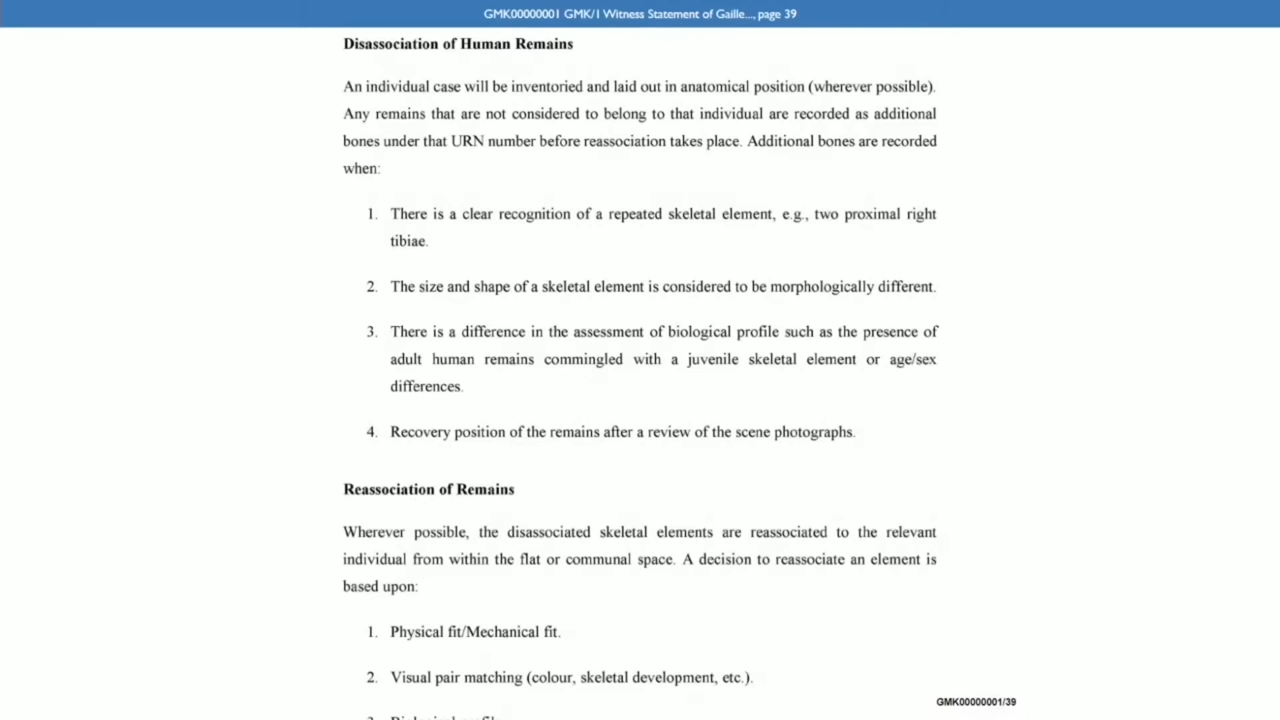 GMK00000001 GMK/1 Witness Statement of Gaille..., page 39
Disassociation of Human Remains
An individual case will be inventoried and laid out in anatomical position (wherever possible).
Any remains that are not considered to belong to that individual are recorded as additional
bones under that URN number before reassociation takes place. Additional bones are recorded
when:
1. There is a clear recognition of a repeated skeletal element, e.g., two proximal right
tibiae.
2. The size and shape of a skeletal element is considered to be morphologically different.
3. There is a difference in the assessment of biological profile such as the presence of
adult human remains commingled with a juvenile skeletal element or age/sex
differences.
4. Recovery position of the remains after a review of the scene photographs.
Reassociation of Remains
Wherever possible, the disassociated skeletal elements are reassociated to the relevant
individual from within the flat or communal space. A decision to reassociate an element is
based upon:
1. Physical fit/Mechanical fit.
2. Visual pair matching (colour, skeletal development, etc.).
GMK00000001/39